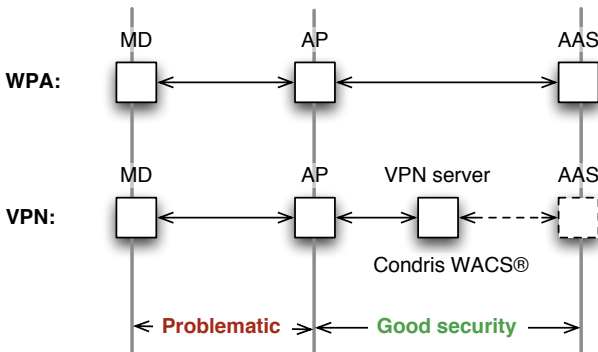 MD AP AAS
WPA:
MD AP VPN server AAS
VPN:
Condris WACS®
Problematic Good security